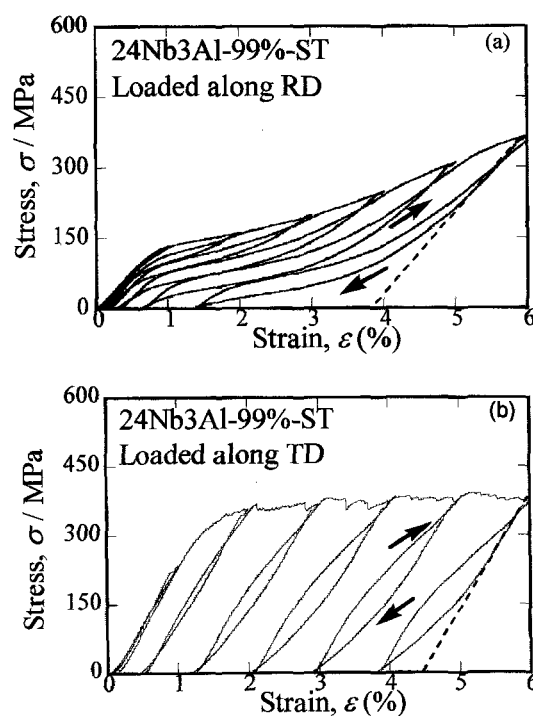 600
450
300
150
0
Stress, σ / MPa
24Nb3Al-99%-ST
(a)
Loaded along RD
0 1 2 3 4 5 6
Strain, ε (%)
600
450
300
150
0
Stress, σ / MPa
24Nb3Al-99%-ST
(b)
Loaded along TD
0 1 2 3 4 5 6
Strain, ε (%)